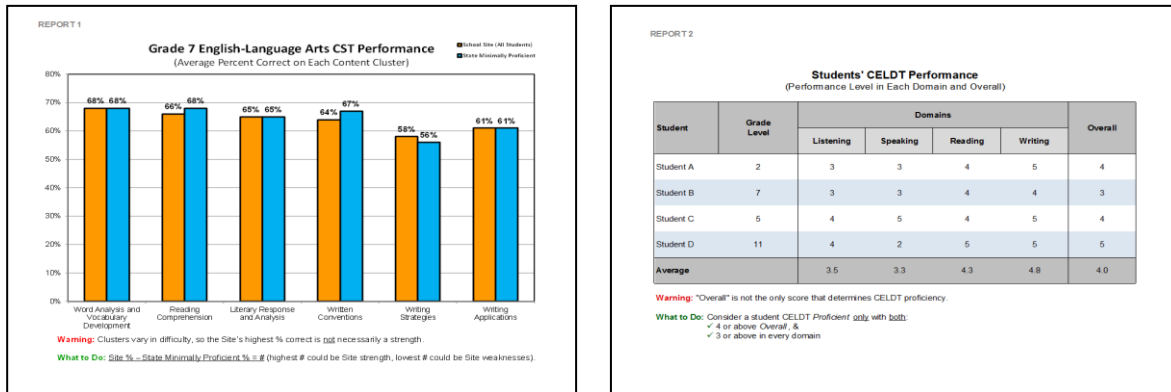 REPORT 1
Grade 7 English-Language Arts CST Performance
(Average Percent Correct on Each Content Cluster)
School Site (All Students)
State Minimally Proficient
80%
70%
60%
50%
40%
30%
20%
10%
0%
68% 68%
66% 68%
65% 65%
64% 67%
58% 56%
61% 61%
Word Analysis and
Vocabulary
Development
Reading
Comprehension
Literary Response
and Analysis
Written
Conventions
Writing
Strategies
Writing
Applications
Warning: Clusters vary in difficulty, so the Site's highest % correct is not necessarily a strength.
What to Do: Site % – State Minimally Proficient % = # (highest # could be Site strength, lowest # could be Site weaknesses).
REPORT 2
Students' CELDT Performance
(Performance Level in Each Domain and Overall)
Student Grade Level Domains Overall
Listening Speaking Reading Writing
Student A 2 3 3 4 5 4
Student B 7 3 3 4 4 3
Student C 5 4 5 4 5 4
Student D 11 4 2 5 5 5
Average 3.5 3.3 4.3 4.8 4.0
Warning: "Overall" is not the only score that determines CELDT proficiency.
What to Do: Consider a student CELDT Proficient only with both:
✓ 4 or above Overall, &
✓ 3 or above in every domain